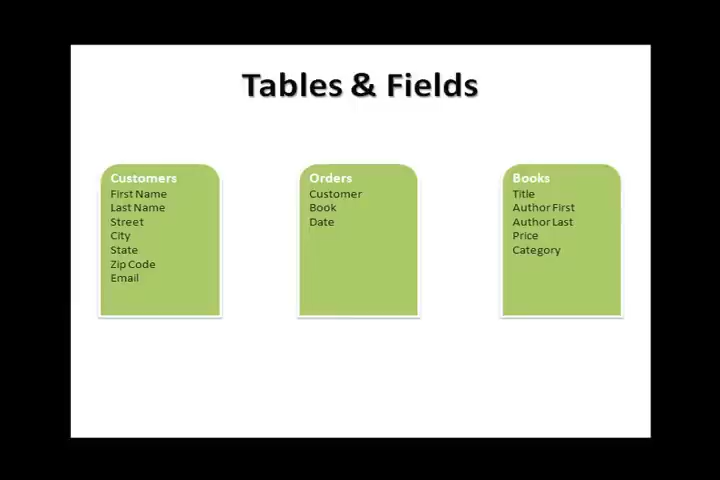 Tables & Fields
Customers
First Name
Last Name
Street
City
State
Zip Code
Email
Orders
Customer
Book
Date
Books
Title
Author First
Author Last
Price
Category